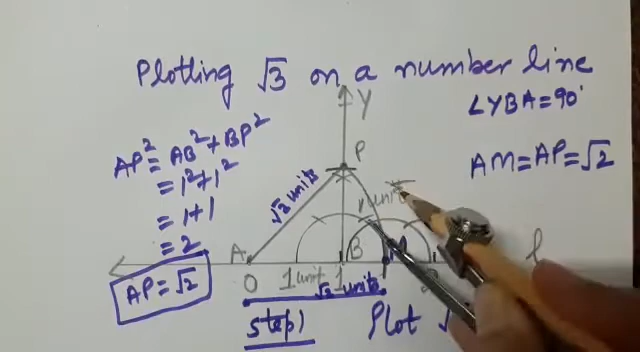 Plotting √3 on a number line
Y
∠YBA = 90°
AP² = AB² + BP²
= 1² + 1²
= 1 + 1
= 2
AP = √2
P
AM = AP = √2
√2 units
A
B
M
l
0
1 unit
1
√2 units
step 1
Plot